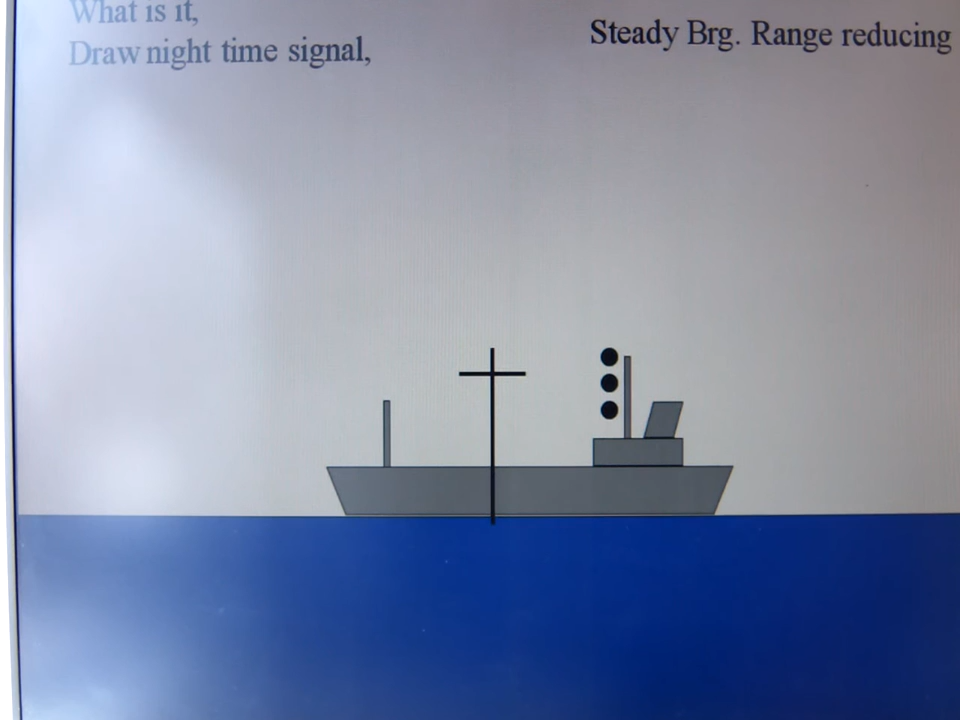 What is it,
Draw night time signal,
Steady Brg. Range reducing